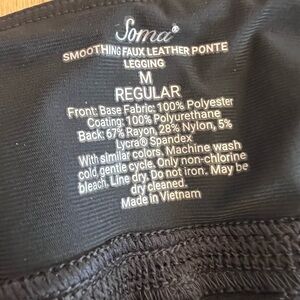 Soma®
SMOOTHING FAUX LEATHER PONTE
LEGGING
M
REGULAR
Front: Base Fabric: 100% Polyester
Coating: 100% Polyurethane
Back: 67% Rayon, 28% Nylon, 5%
Lycra® Spandex
With similar colors. Machine wash
cold gentle cycle. Only non-chlorine
bleach. Line dry. Do not iron. May be
dry cleaned.
Made in Vietnam